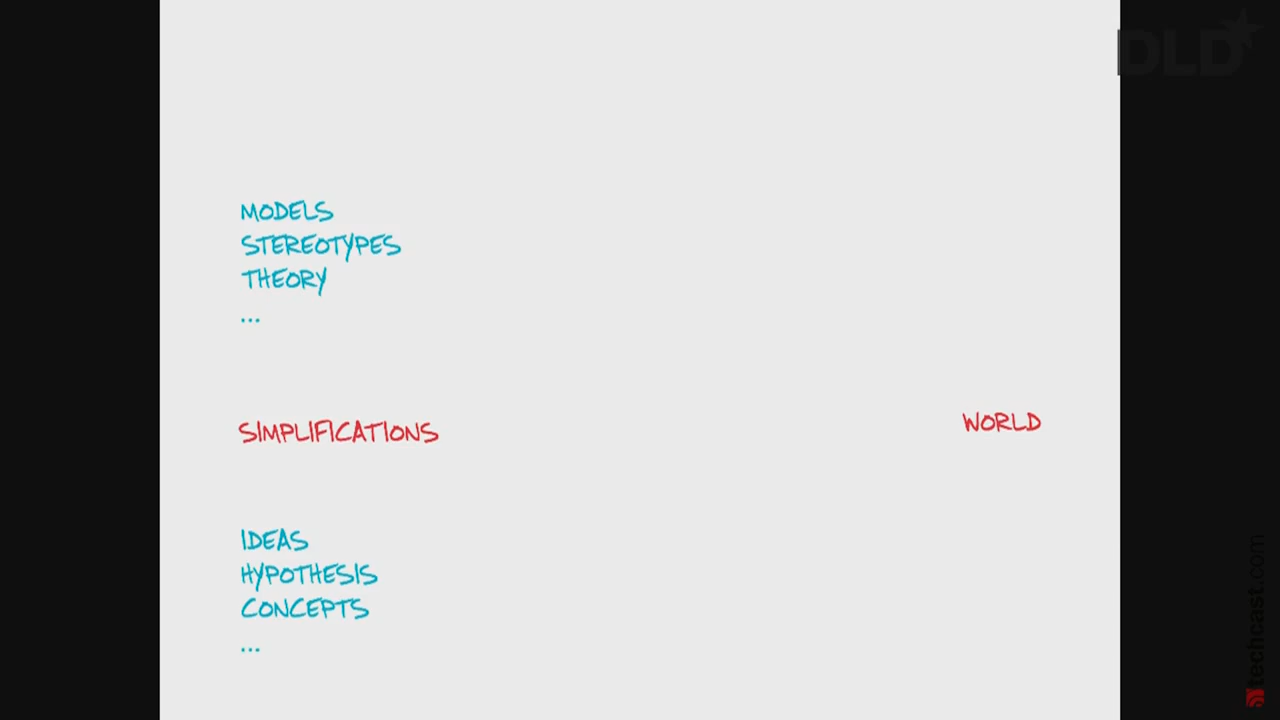 DLD
MODELS
STEREOTYPES
THEORY
...
SIMPLIFICATIONS
WORLD
IDEAS
HYPOTHESIS
CONCEPTS
...
techcast.com